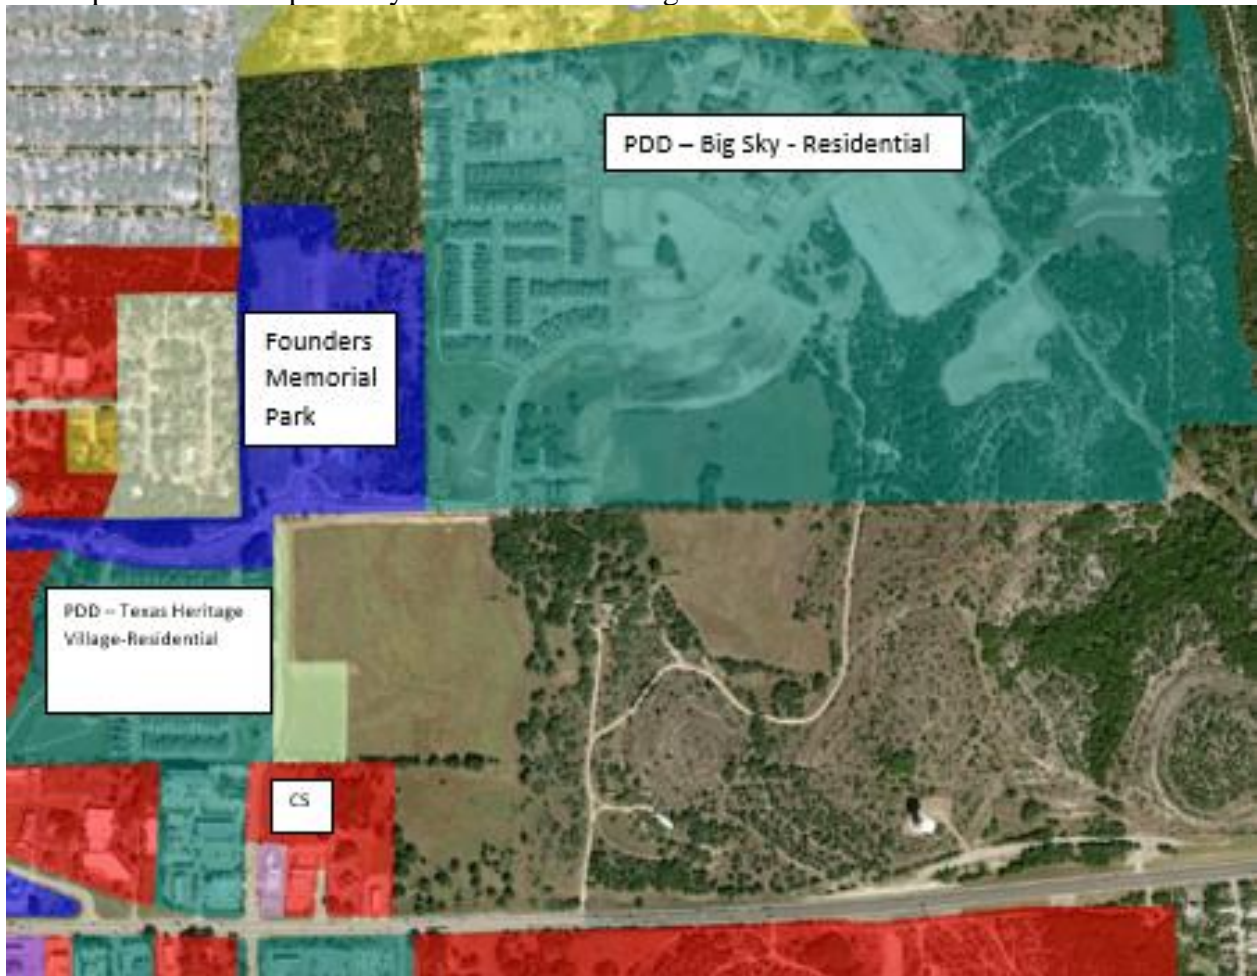 PDD – Big Sky - Residential
Founders
Memorial
Park
PDD – Texas Heritage
Village-Residential
CS